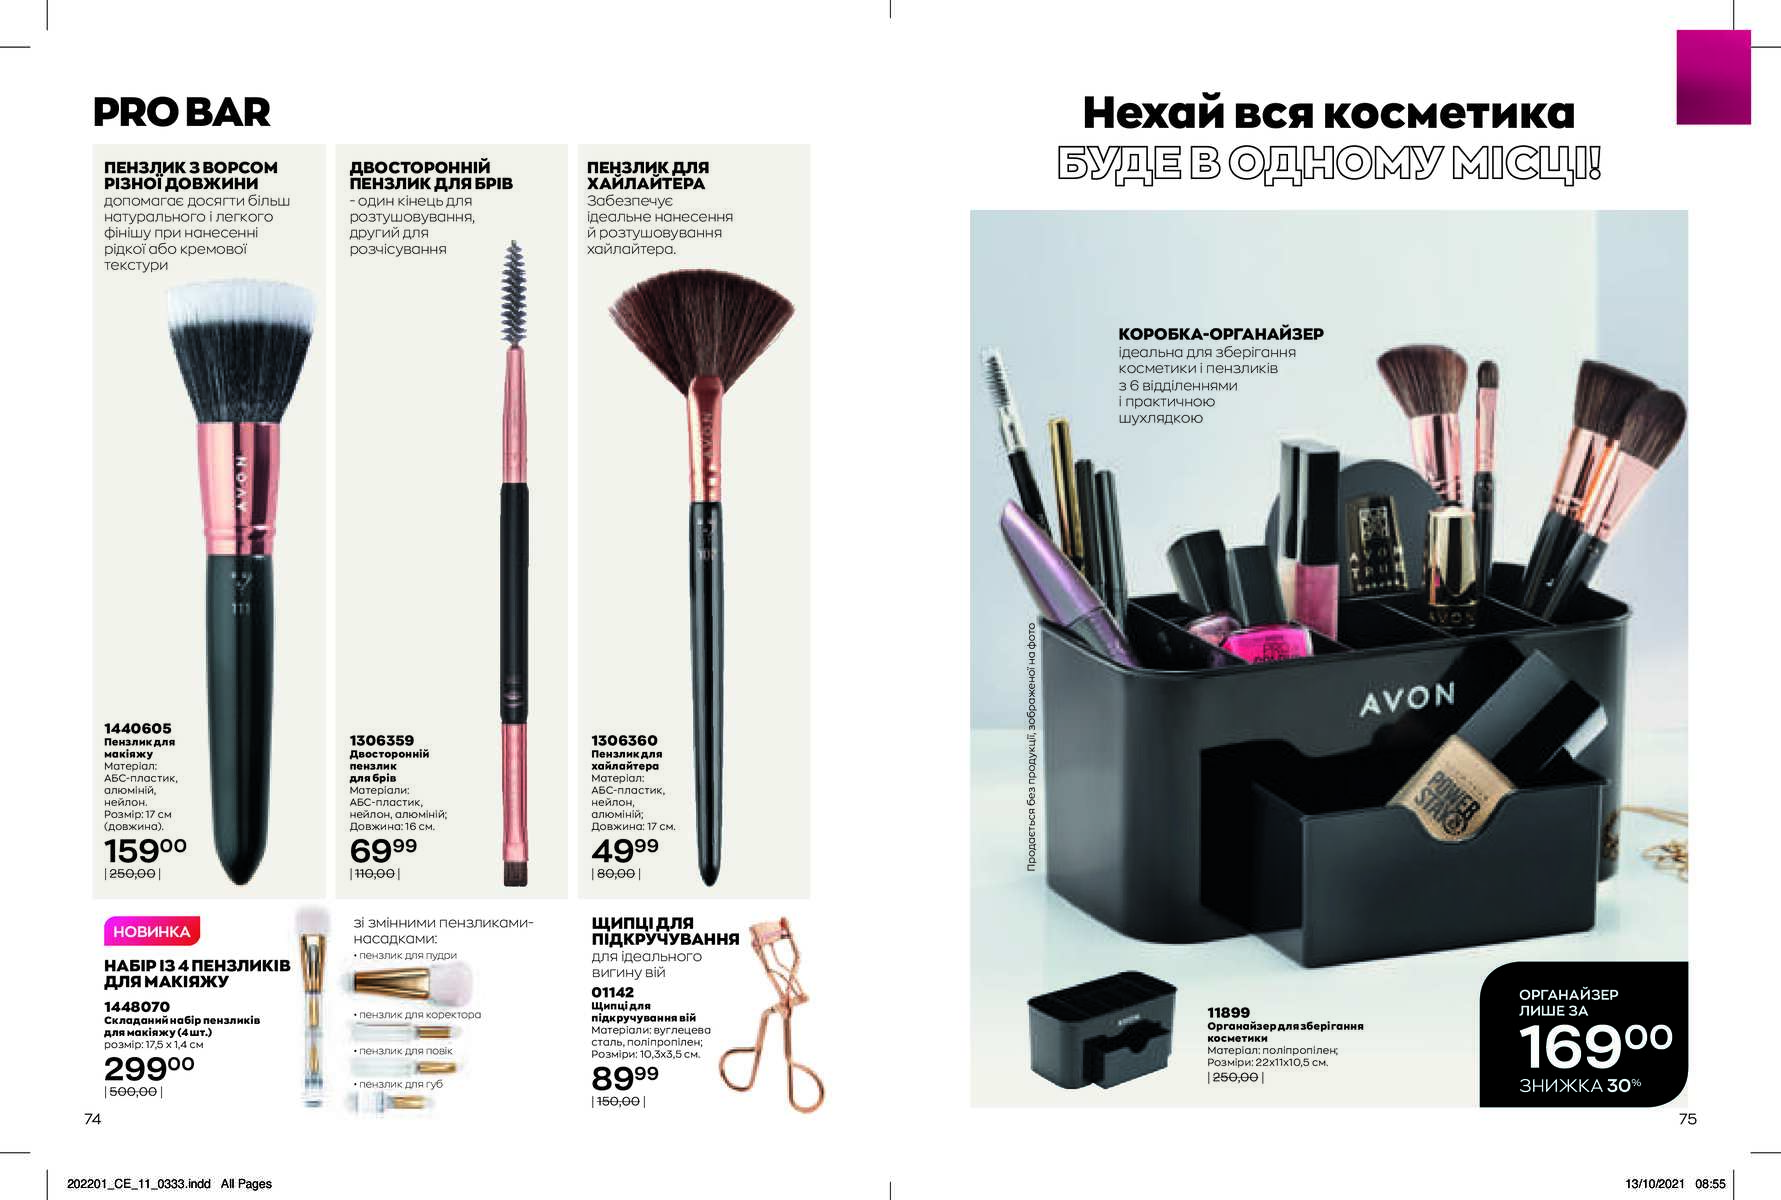 PRO BAR
ПЕНЗЛИК З ВОРСОМ
РІЗНОЇ ДОВЖИНИ
допомагає досягти більш
натурального і легкого
фінішу при нанесенні
рідкої або кремової
текстури
AVON
111
1440605
Пензлик для
макіяжу
Матеріал:
АБС-пластик,
алюміній,
нейлон.
Розмір: 17 см
(довжина).
159⁰⁰
| 250,00 |
ДВОСТОРОННІЙ
ПЕНЗЛИК ДЛЯ БРІВ
- один кінець для
розтушовування,
другий для
розчісування
1306359
Двосторонній
пензлик
для брів
Матеріали:
АБС-пластик,
нейлон, алюміній;
Довжина: 16 см.
69⁹⁹
| 110,00 |
ПЕНЗЛИК ДЛЯ
ХАЙЛАЙТЕРА
Забезпечує
ідеальне нанесення
й розтушовування
хайлайтера.
AVON
1306360
Пензлик для
хайлайтера
Матеріал:
АБС-пластик,
нейлон,
алюміній;
Довжина: 17 см.
49⁹⁹
| 80,00 |
НОВИНКА
НАБІР ІЗ 4 ПЕНЗЛИКІВ
ДЛЯ МАКІЯЖУ
1448070
Складаний набір пензликів
для макіяжу (4 шт.)
розмір: 17,5 x 1,4 см
299⁰⁰
| 500,00 |
зі змінними пензликами-
насадками:
• пензлик для пудри
• пензлик для коректора
• пензлик для повік
• пензлик для губ
ЩИПЦІ ДЛЯ
ПІДКРУЧУВАННЯ
для ідеального
вигину вій
01142
Щипці для
підкручування вій
Матеріали: вуглецева
сталь, поліпропілен;
Розміри: 10,3x3,5 см.
89⁹⁹
| 150,00 |
74
Нехай вся косметика
БУДЕ В ОДНОМУ МІСЦІ!
КОРОБКА-ОРГАНАЙЗЕР
ідеальна для зберігання
косметики і пензликів
з 6 відділеннями
і практичною
шухлядкою
AVON
AVON
AVON
POWER
STAY
Продається без продукції, зображеної на фото
AVON
11899
Органайзер для зберігання
косметики
Матеріал: поліпропілен;
Розміри: 22x11x10,5 см.
| 250,00 |
ОРГАНАЙЗЕР
ЛИШЕ ЗА
169⁰⁰
ЗНИЖКА 30%
75
202201_CE_11_0333.indd All Pages
13/10/2021 08:55